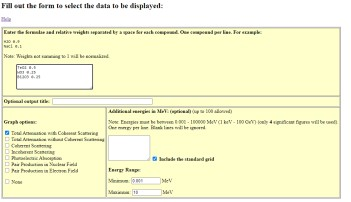 Fill out the form to select the data to be displayed:
Help
Enter the formulae and relative weights separated by a space for each compound. One compound per line. For example:
H2O 0.9
NaCl 0.1
Note: Weights not summing to 1 will be normalized.
TeO2 0.5
WO3 0.25
Bi2O3 0.25
Optional output title:
Graph options:
Total Attenuation with Coherent Scattering
Total Attenuation without Coherent Scattering
Coherent Scattering
Incoherent Scattering
Photoelectric Absorption
Pair Production in Nuclear Field
Pair Production in Electron Field
None
Additional energies in MeV: (optional) (up to 100 allowed)
Note: Energies must be between 0.001 - 100000 MeV (1 keV - 100 GeV) (only 4 significant figures will be used).
One energy per line. Blank lines will be ignored.
Include the standard grid
Energy Range:
Minimum: 0.001 MeV
Maximum: 15 MeV